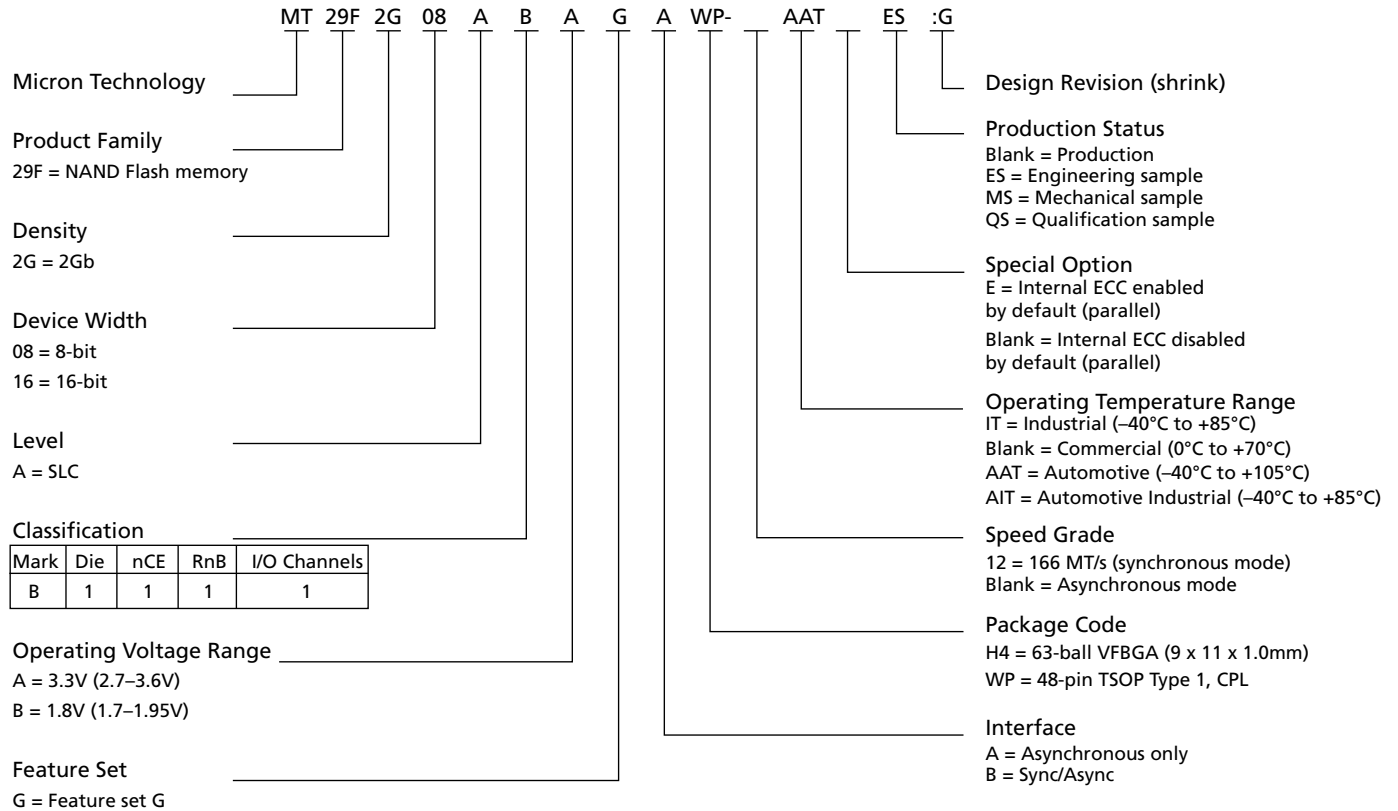 MT 29F 2G 08 A B A G A WP- AAT ES :G
Micron Technology
Product Family
29F = NAND Flash memory
Density
2G = 2Gb
Device Width
08 = 8-bit
16 = 16-bit
Level
A = SLC
Classification
Mark Die nCE RnB I/O Channels
B 1 1 1 1
Operating Voltage Range
A = 3.3V (2.7–3.6V)
B = 1.8V (1.7–1.95V)
Feature Set
G = Feature set G
Design Revision (shrink)
Production Status
Blank = Production
ES = Engineering sample
MS = Mechanical sample
QS = Qualification sample
Special Option
E = Internal ECC enabled
by default (parallel)
Blank = Internal ECC disabled
by default (parallel)
Operating Temperature Range
IT = Industrial (–40°C to +85°C)
Blank = Commercial (0°C to +70°C)
AAT = Automotive (–40°C to +105°C)
AIT = Automotive Industrial (–40°C to +85°C)
Speed Grade
12 = 166 MT/s (synchronous mode)
Blank = Asynchronous mode
Package Code
H4 = 63-ball VFBGA (9 x 11 x 1.0mm)
WP = 48-pin TSOP Type 1, CPL
Interface
A = Asynchronous only
B = Sync/Async